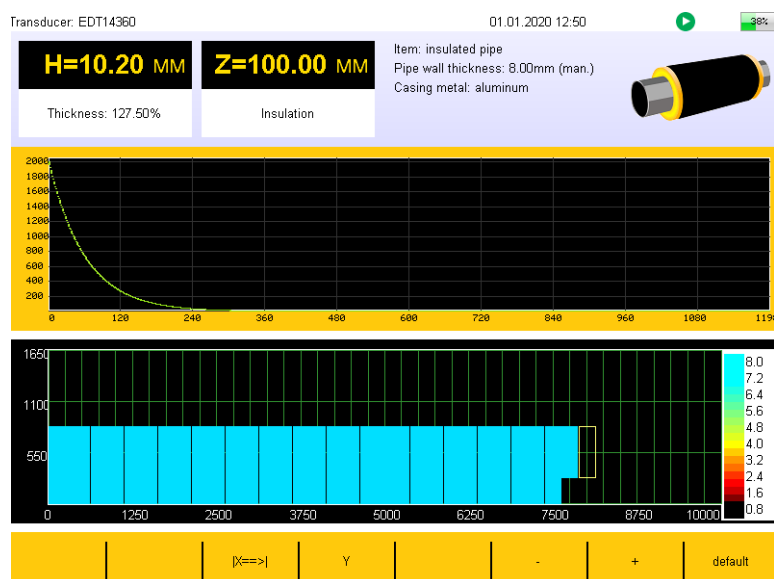 Transducer: EDT14360 01.01.2020 12:50 38%
H=10.20 MM Z=100.00 MM
Thickness: 127.50% Insulation
Item: insulated pipe
Pipe wall thickness: 8.00mm (man.)
Casing metal: aluminum
2000
1800
1600
1400
1200
1000
800
600
400
200
0 120 240 360 480 600 720 840 960 1080 119
1650
1100
550
0 1250 2500 3750 5000 6250 7500 8750 10000
8.0
7.2
6.4
5.6
4.8
4.0
3.2
2.4
1.6
0.8
|X==>| Y - + default